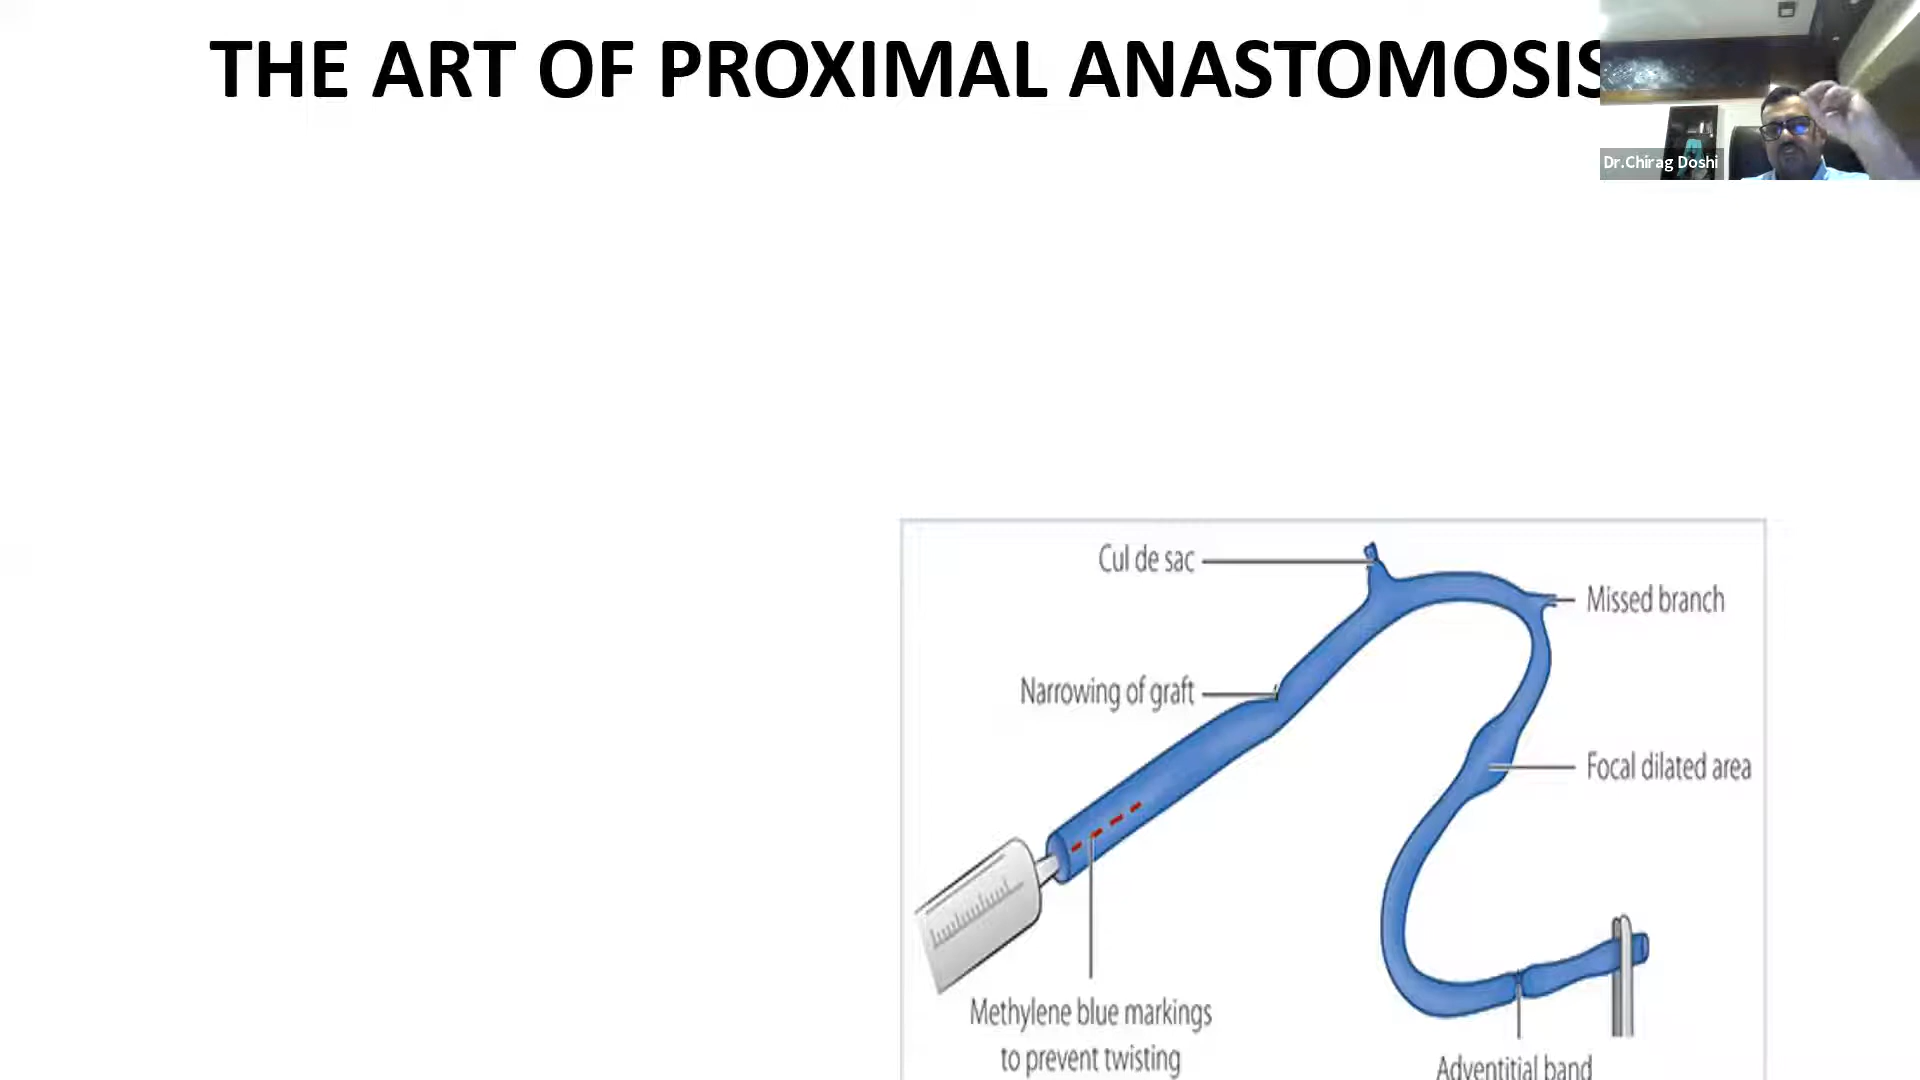 THE ART OF PROXIMAL ANASTOMOSIS
Dr.Chirag Doshi
Cul de sac
Missed branch
Narrowing of graft
Focal dilated area
Methylene blue markings
to prevent twisting
Adventitial band